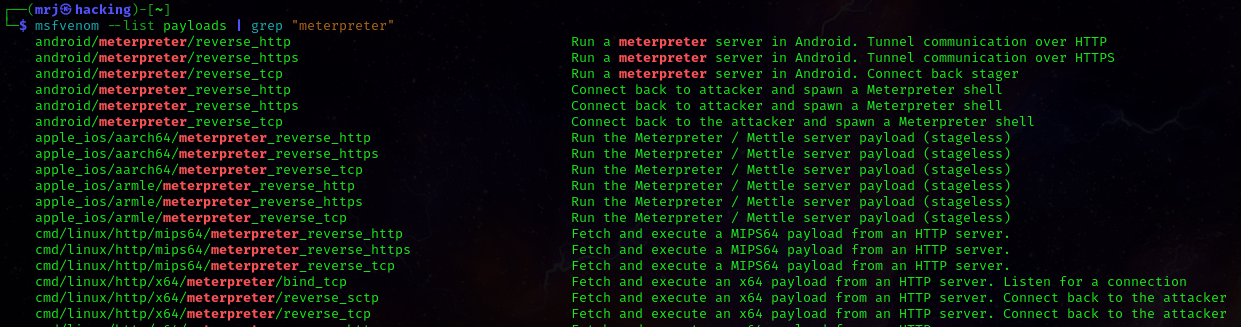 ┌──(mrj㉿hacking)-[~]
└─$ msfvenom --list payloads | grep "meterpreter"
android/meterpreter/reverse_http Run a meterpreter server in Android. Tunnel communication over HTTP
android/meterpreter/reverse_https Run a meterpreter server in Android. Tunnel communication over HTTPS
android/meterpreter/reverse_tcp Run a meterpreter server in Android. Connect back stager
android/meterpreter_reverse_http Connect back to attacker and spawn a Meterpreter shell
android/meterpreter_reverse_https Connect back to attacker and spawn a Meterpreter shell
android/meterpreter_reverse_tcp Connect back to the attacker and spawn a Meterpreter shell
apple_ios/aarch64/meterpreter_reverse_http Run the Meterpreter / Mettle server payload (stageless)
apple_ios/aarch64/meterpreter_reverse_https Run the Meterpreter / Mettle server payload (stageless)
apple_ios/aarch64/meterpreter_reverse_tcp Run the Meterpreter / Mettle server payload (stageless)
apple_ios/armle/meterpreter_reverse_http Run the Meterpreter / Mettle server payload (stageless)
apple_ios/armle/meterpreter_reverse_https Run the Meterpreter / Mettle server payload (stageless)
apple_ios/armle/meterpreter_reverse_tcp Run the Meterpreter / Mettle server payload (stageless)
cmd/linux/http/mips64/meterpreter_reverse_http Fetch and execute a MIPS64 payload from an HTTP server.
cmd/linux/http/mips64/meterpreter_reverse_https Fetch and execute a MIPS64 payload from an HTTP server.
cmd/linux/http/mips64/meterpreter_reverse_tcp Fetch and execute a MIPS64 payload from an HTTP server.
cmd/linux/http/x64/meterpreter/bind_tcp Fetch and execute an x64 payload from an HTTP server. Listen for a connection
cmd/linux/http/x64/meterpreter/reverse_sctp Fetch and execute an x64 payload from an HTTP server. Connect back to the attacker
cmd/linux/http/x64/meterpreter/reverse_tcp Fetch and execute an x64 payload from an HTTP server. Connect back to the attacker